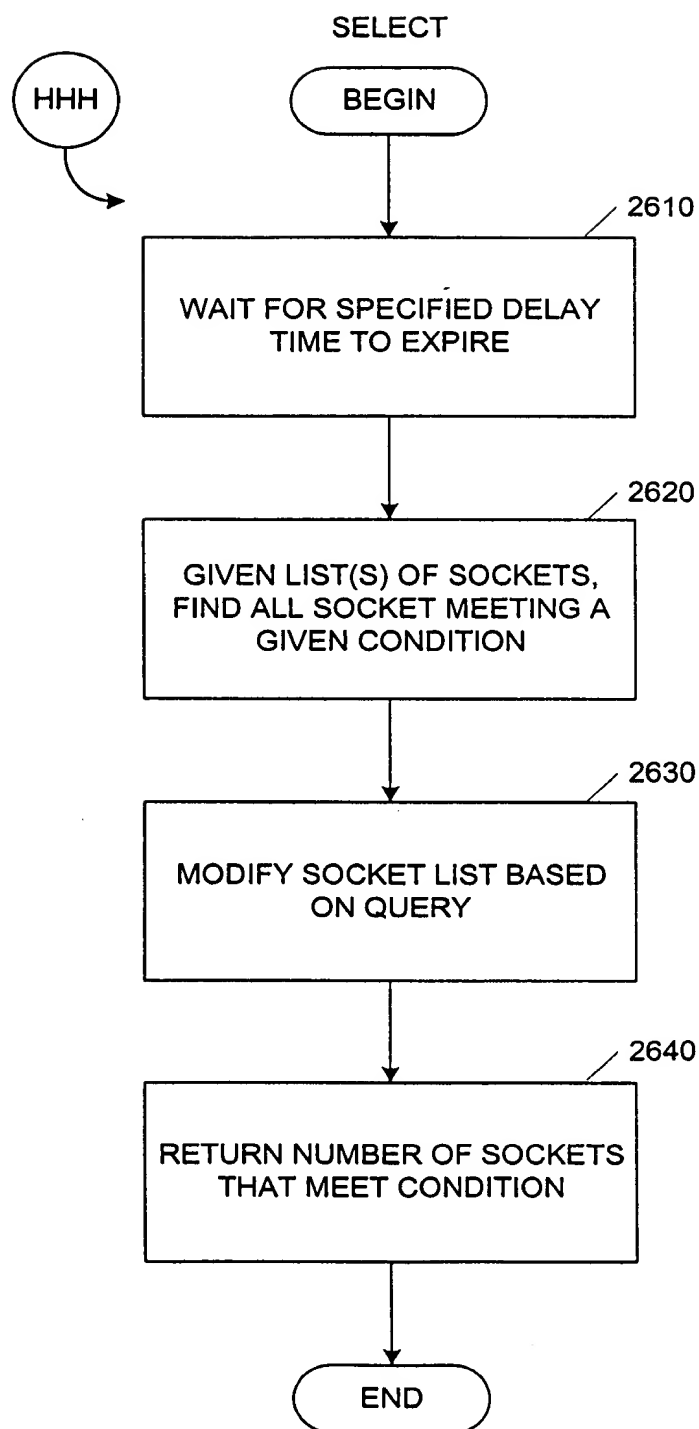 SELECT
HHH
BEGIN
2610
WAIT FOR SPECIFIED DELAY
TIME TO EXPIRE
2620
GIVEN LIST(S) OF SOCKETS,
FIND ALL SOCKET MEETING A
GIVEN CONDITION
2630
MODIFY SOCKET LIST BASED
ON QUERY
2640
RETURN NUMBER OF SOCKETS
THAT MEET CONDITION
END